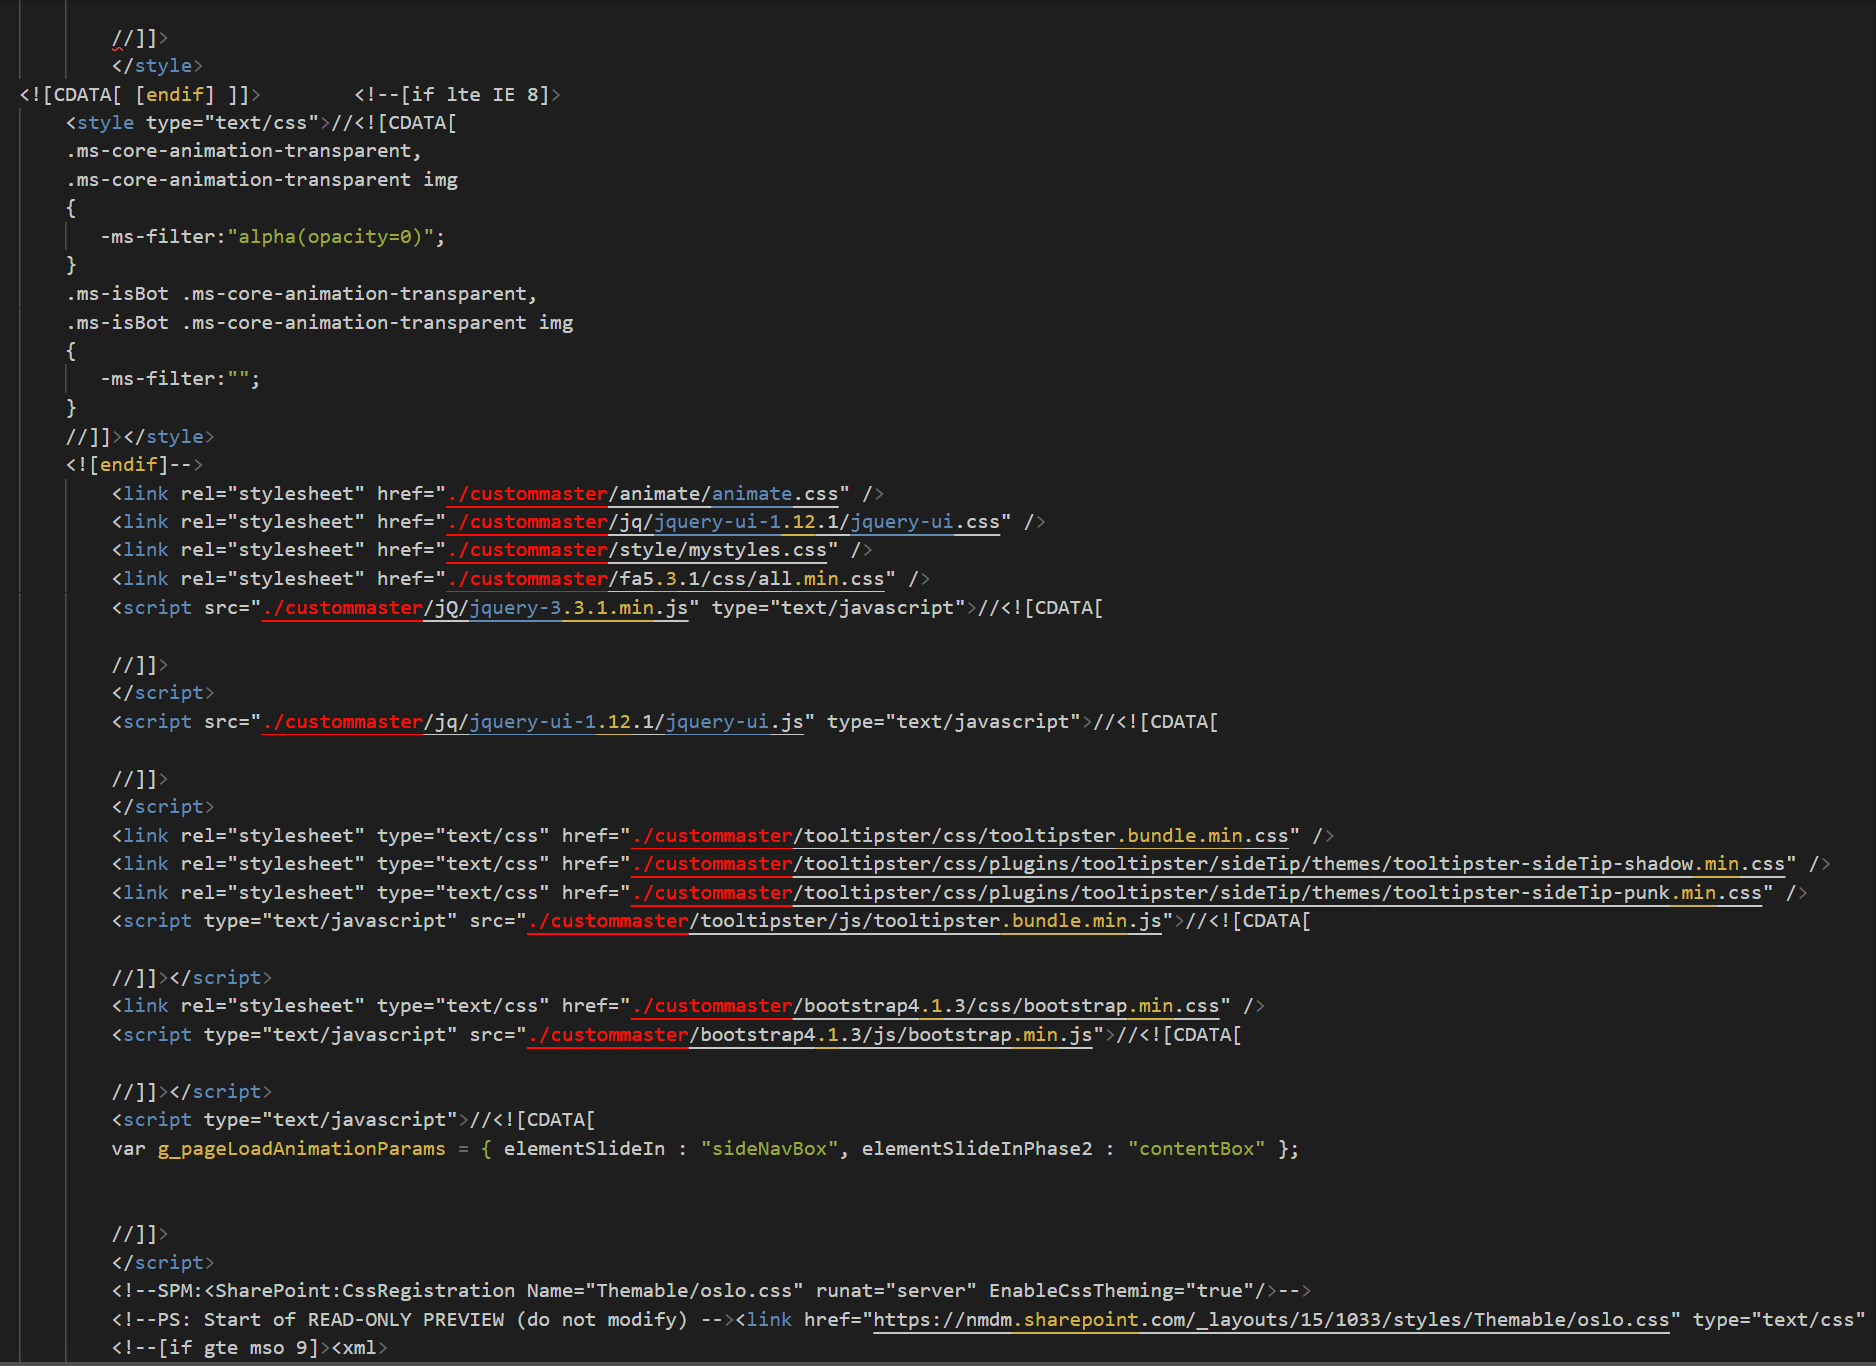 //]]>
</style>
<![CDATA[ [endif] ]]>        <!--[if lte IE 8]>
<style type="text/css">//<![CDATA[
.ms-core-animation-transparent,
.ms-core-animation-transparent img
{
-ms-filter:"alpha(opacity=0)";
}
.ms-isBot .ms-core-animation-transparent,
.ms-isBot .ms-core-animation-transparent img
{
-ms-filter:"";
}
//]]></style>
<![endif]-->
<link rel="stylesheet" href="./custommaster/animate/animate.css" />
<link rel="stylesheet" href="./custommaster/jq/jquery-ui-1.12.1/jquery-ui.css" />
<link rel="stylesheet" href="./custommaster/style/mystyles.css" />
<link rel="stylesheet" href="./custommaster/fa5.3.1/css/all.min.css" />
<script src="./custommaster/jQ/jquery-3.3.1.min.js" type="text/javascript">//<![CDATA[
//]]>
</script>
<script src="./custommaster/jq/jquery-ui-1.12.1/jquery-ui.js" type="text/javascript">//<![CDATA[
//]]>
</script>
<link rel="stylesheet" type="text/css" href="./custommaster/tooltipster/css/tooltipster.bundle.min.css" />
<link rel="stylesheet" type="text/css" href="./custommaster/tooltipster/css/plugins/tooltipster/sideTip/themes/tooltipster-sideTip-shadow.min.css" />
<link rel="stylesheet" type="text/css" href="./custommaster/tooltipster/css/plugins/tooltipster/sideTip/themes/tooltipster-sideTip-punk.min.css" />
<script type="text/javascript" src="./custommaster/tooltipster/js/tooltipster.bundle.min.js">//<![CDATA[
//]]></script>
<link rel="stylesheet" type="text/css" href="./custommaster/bootstrap4.1.3/css/bootstrap.min.css" />
<script type="text/javascript" src="./custommaster/bootstrap4.1.3/js/bootstrap.min.js">//<![CDATA[
//]]></script>
<script type="text/javascript">//<![CDATA[
var g_pageLoadAnimationParams = { elementSlideIn : "sideNavBox", elementSlideInPhase2 : "contentBox" };
//]]>
</script>
<!--SPM:<SharePoint:CssRegistration Name="Themable/oslo.css" runat="server" EnableCssTheming="true"/>-->
<!--PS: Start of READ-ONLY PREVIEW (do not modify) --><link href="https://nmdm.sharepoint.com/_layouts/15/1033/styles/Themable/oslo.css" type="text/css"
<!--[if gte mso 9]><xml>